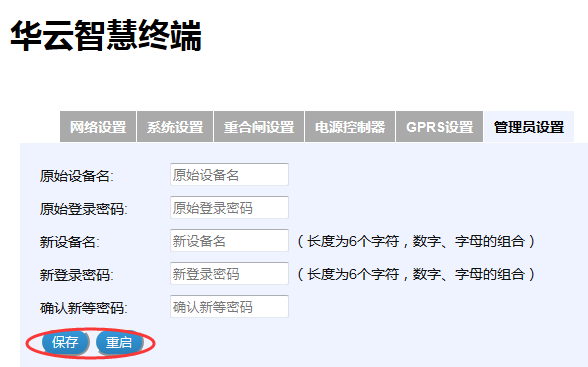 华云智慧终端
网络设置 系统设置 重合闸设置 电源控制器 GPRS设置 管理员设置
原始设备名: 原始设备名
原始登录密码: 原始登录密码
新设备名: 新设备名 （长度为6个字符，数字、字母的组合）
新登录密码: 新登录密码 （长度为6个字符，数字、字母的组合）
确认新等密码: 确认新等密码
保存 重启